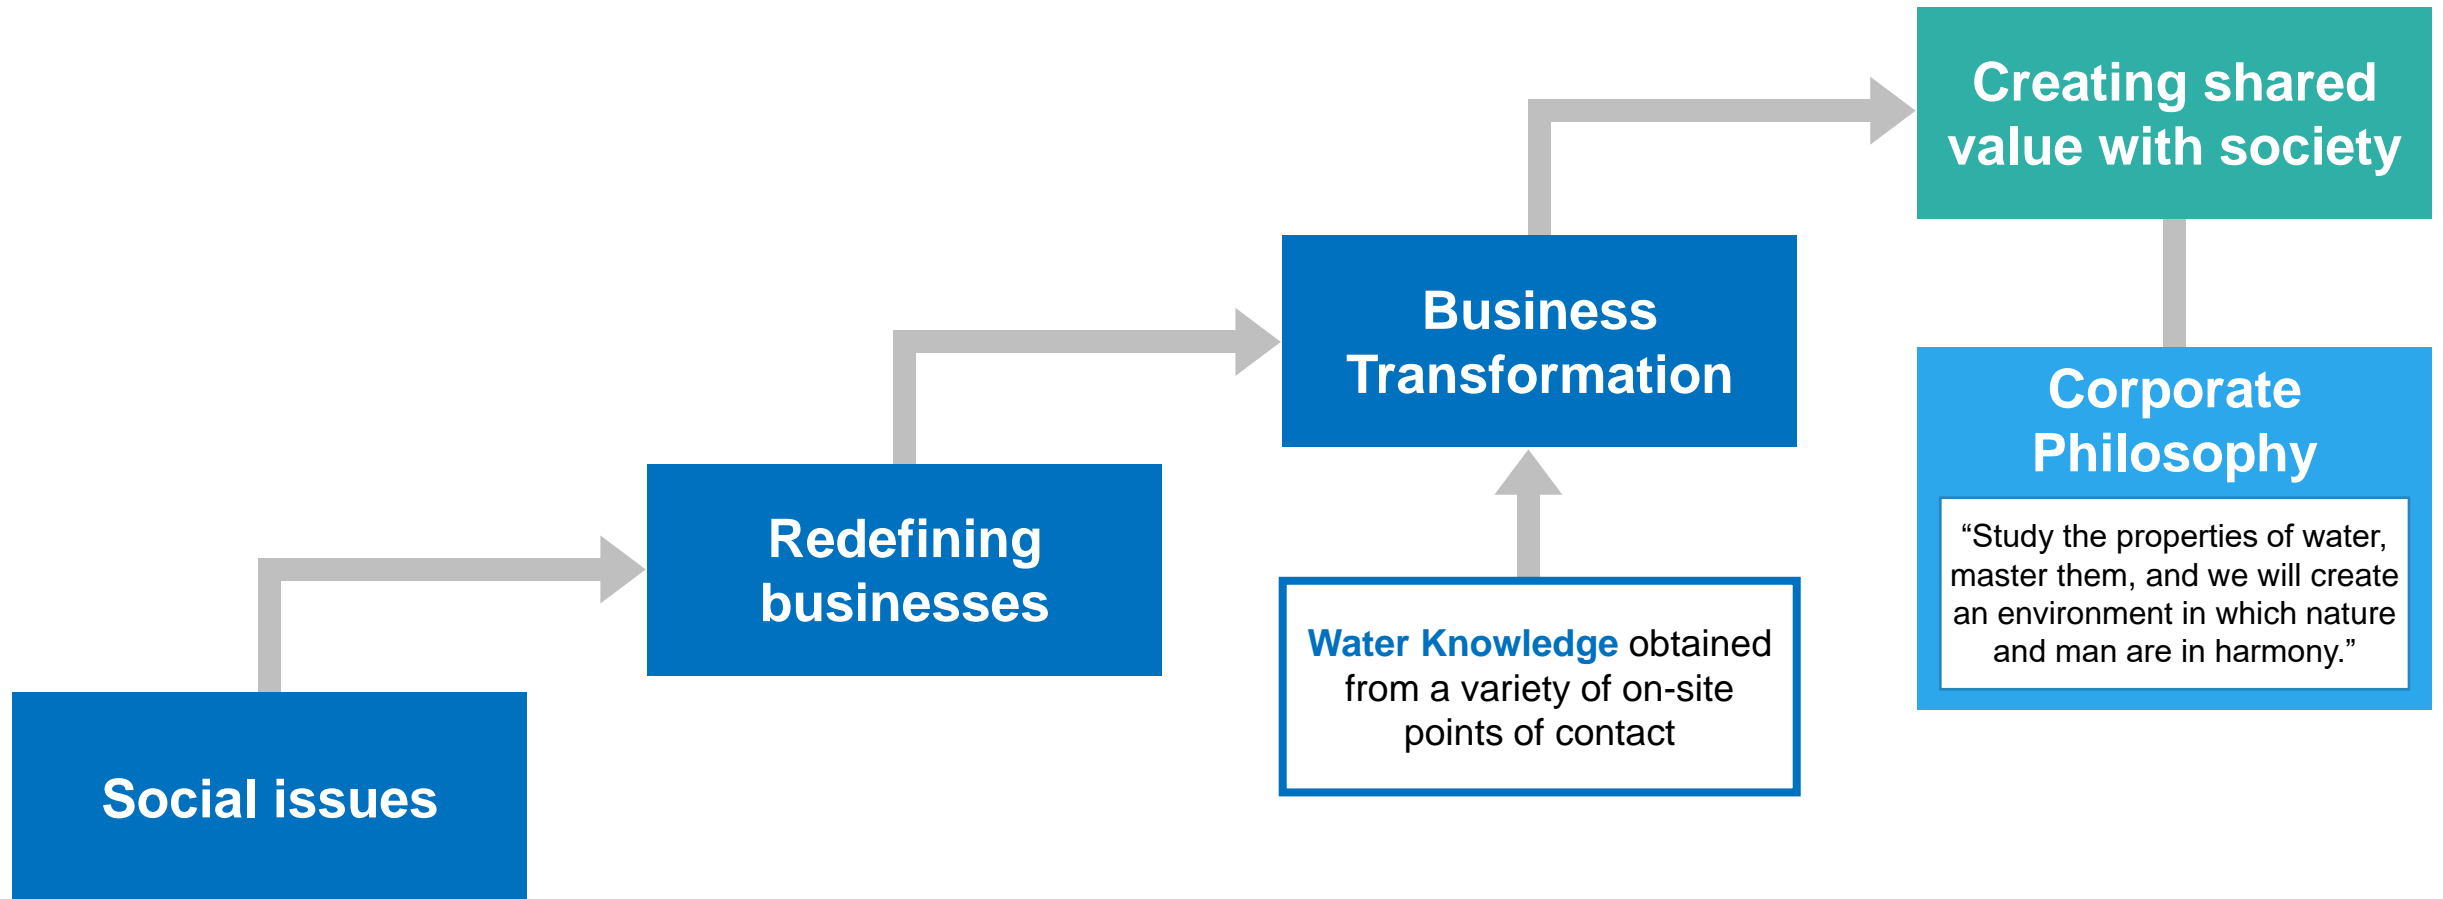 Creating shared
value with society
Business
Transformation
Corporate
Philosophy
“Study the properties of water,
master them, and we will create
an environment in which nature
and man are in harmony.”
Redefining
businesses
Water Knowledge obtained
from a variety of on-site
points of contact
Social issues